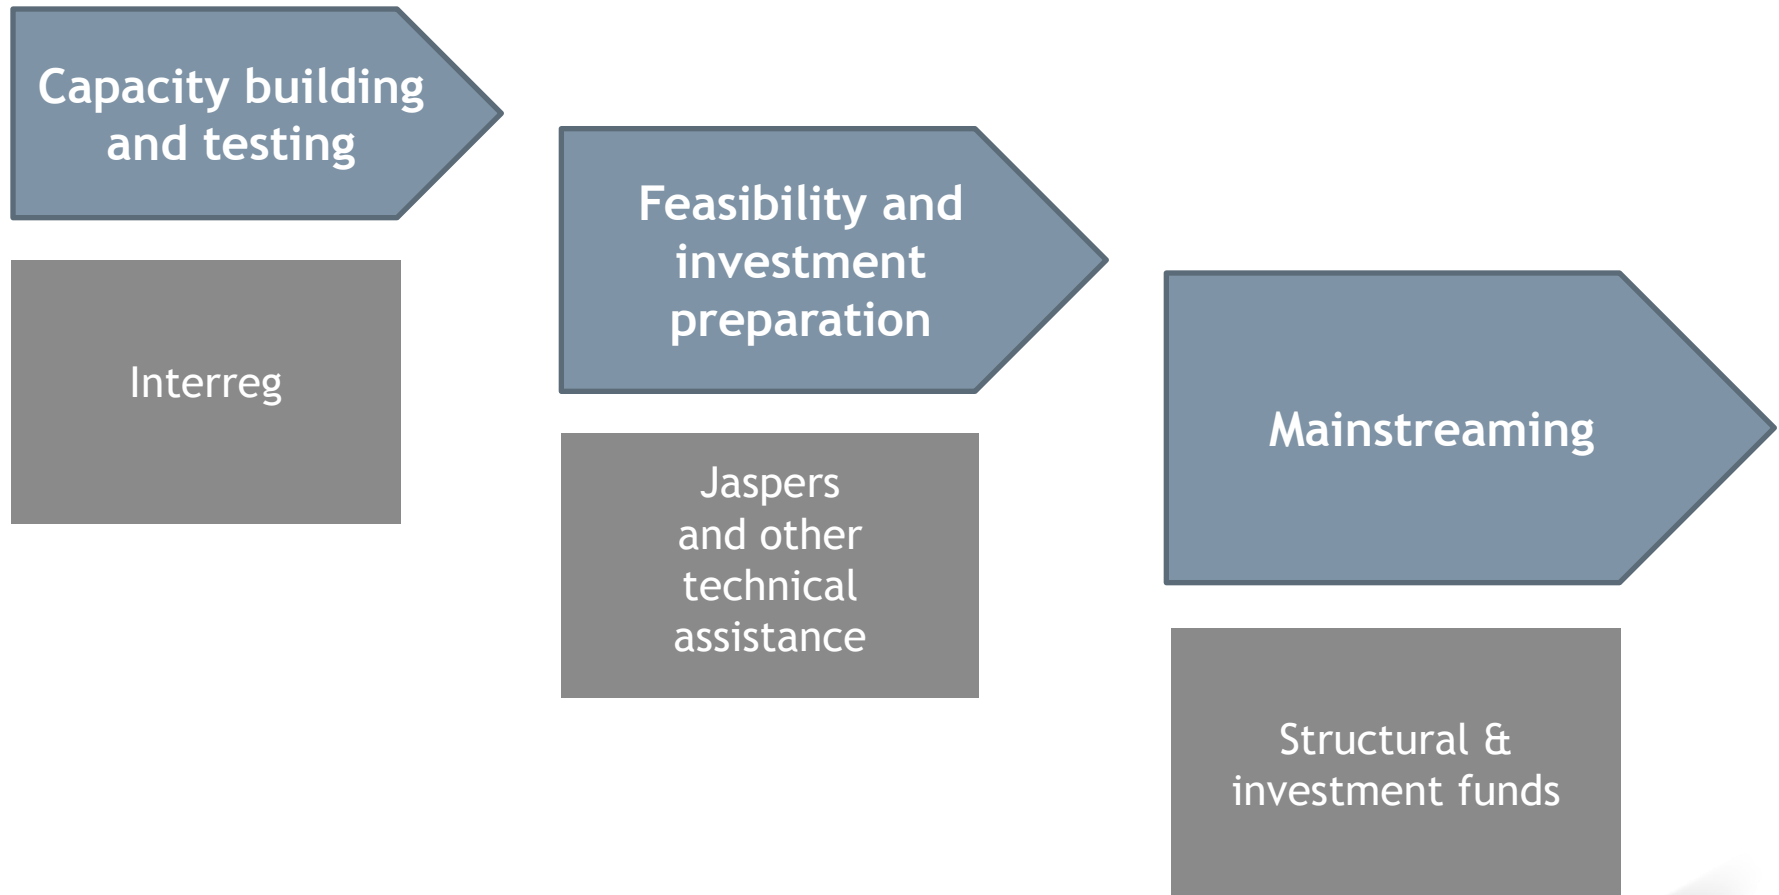 Capacity building
and testing
Interreg
Feasibility and
investment
preparation
Jaspers
and other
technical
assistance
Mainstreaming
Structural &
investment funds